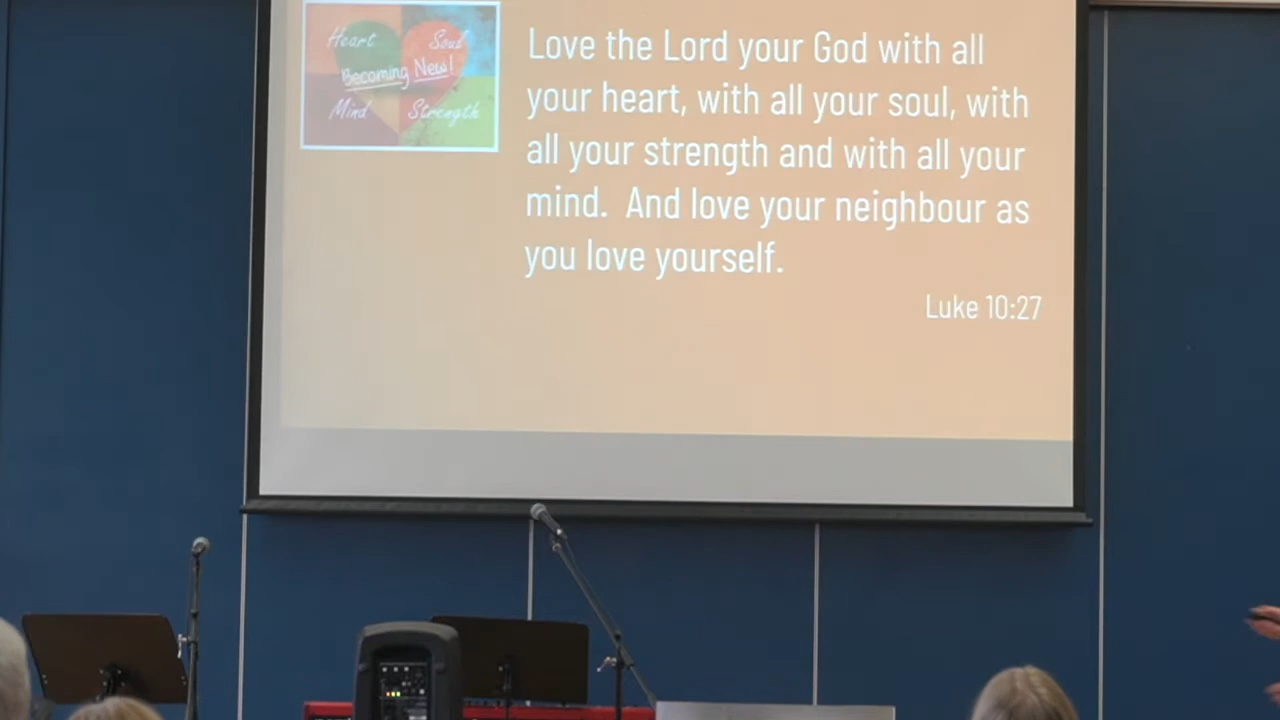 Heart Soul
Becoming New!
Mind Strength
Love the Lord your God with all
your heart, with all your soul, with
all your strength and with all your
mind. And love your neighbour as
you love yourself.
Luke 10:27